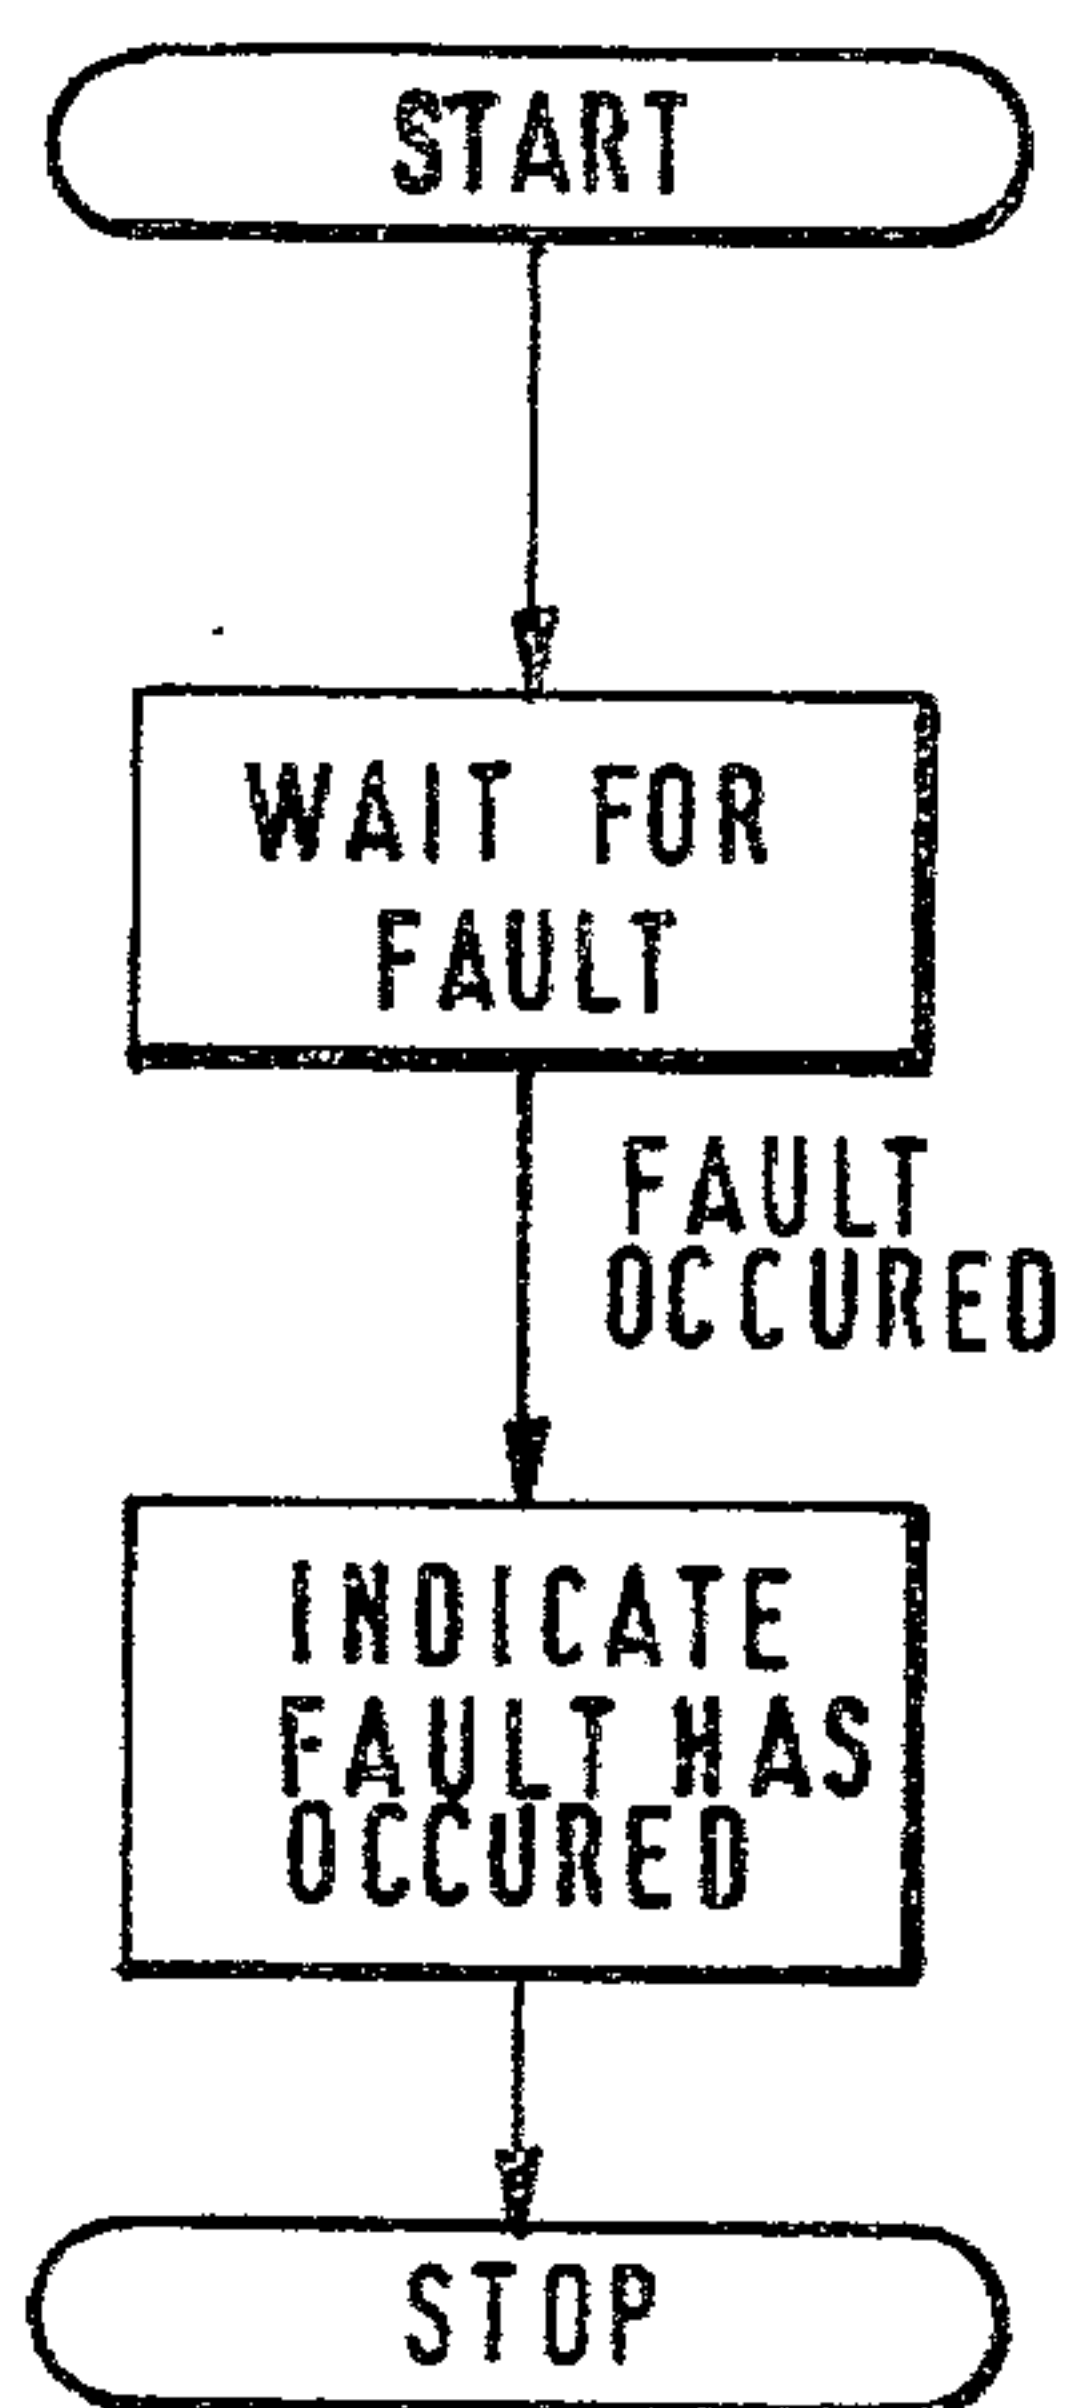 START
WAIT FOR
FAULT
FAULT
OCCURED
INDICATE
FAULT HAS
OCCURED
STOP